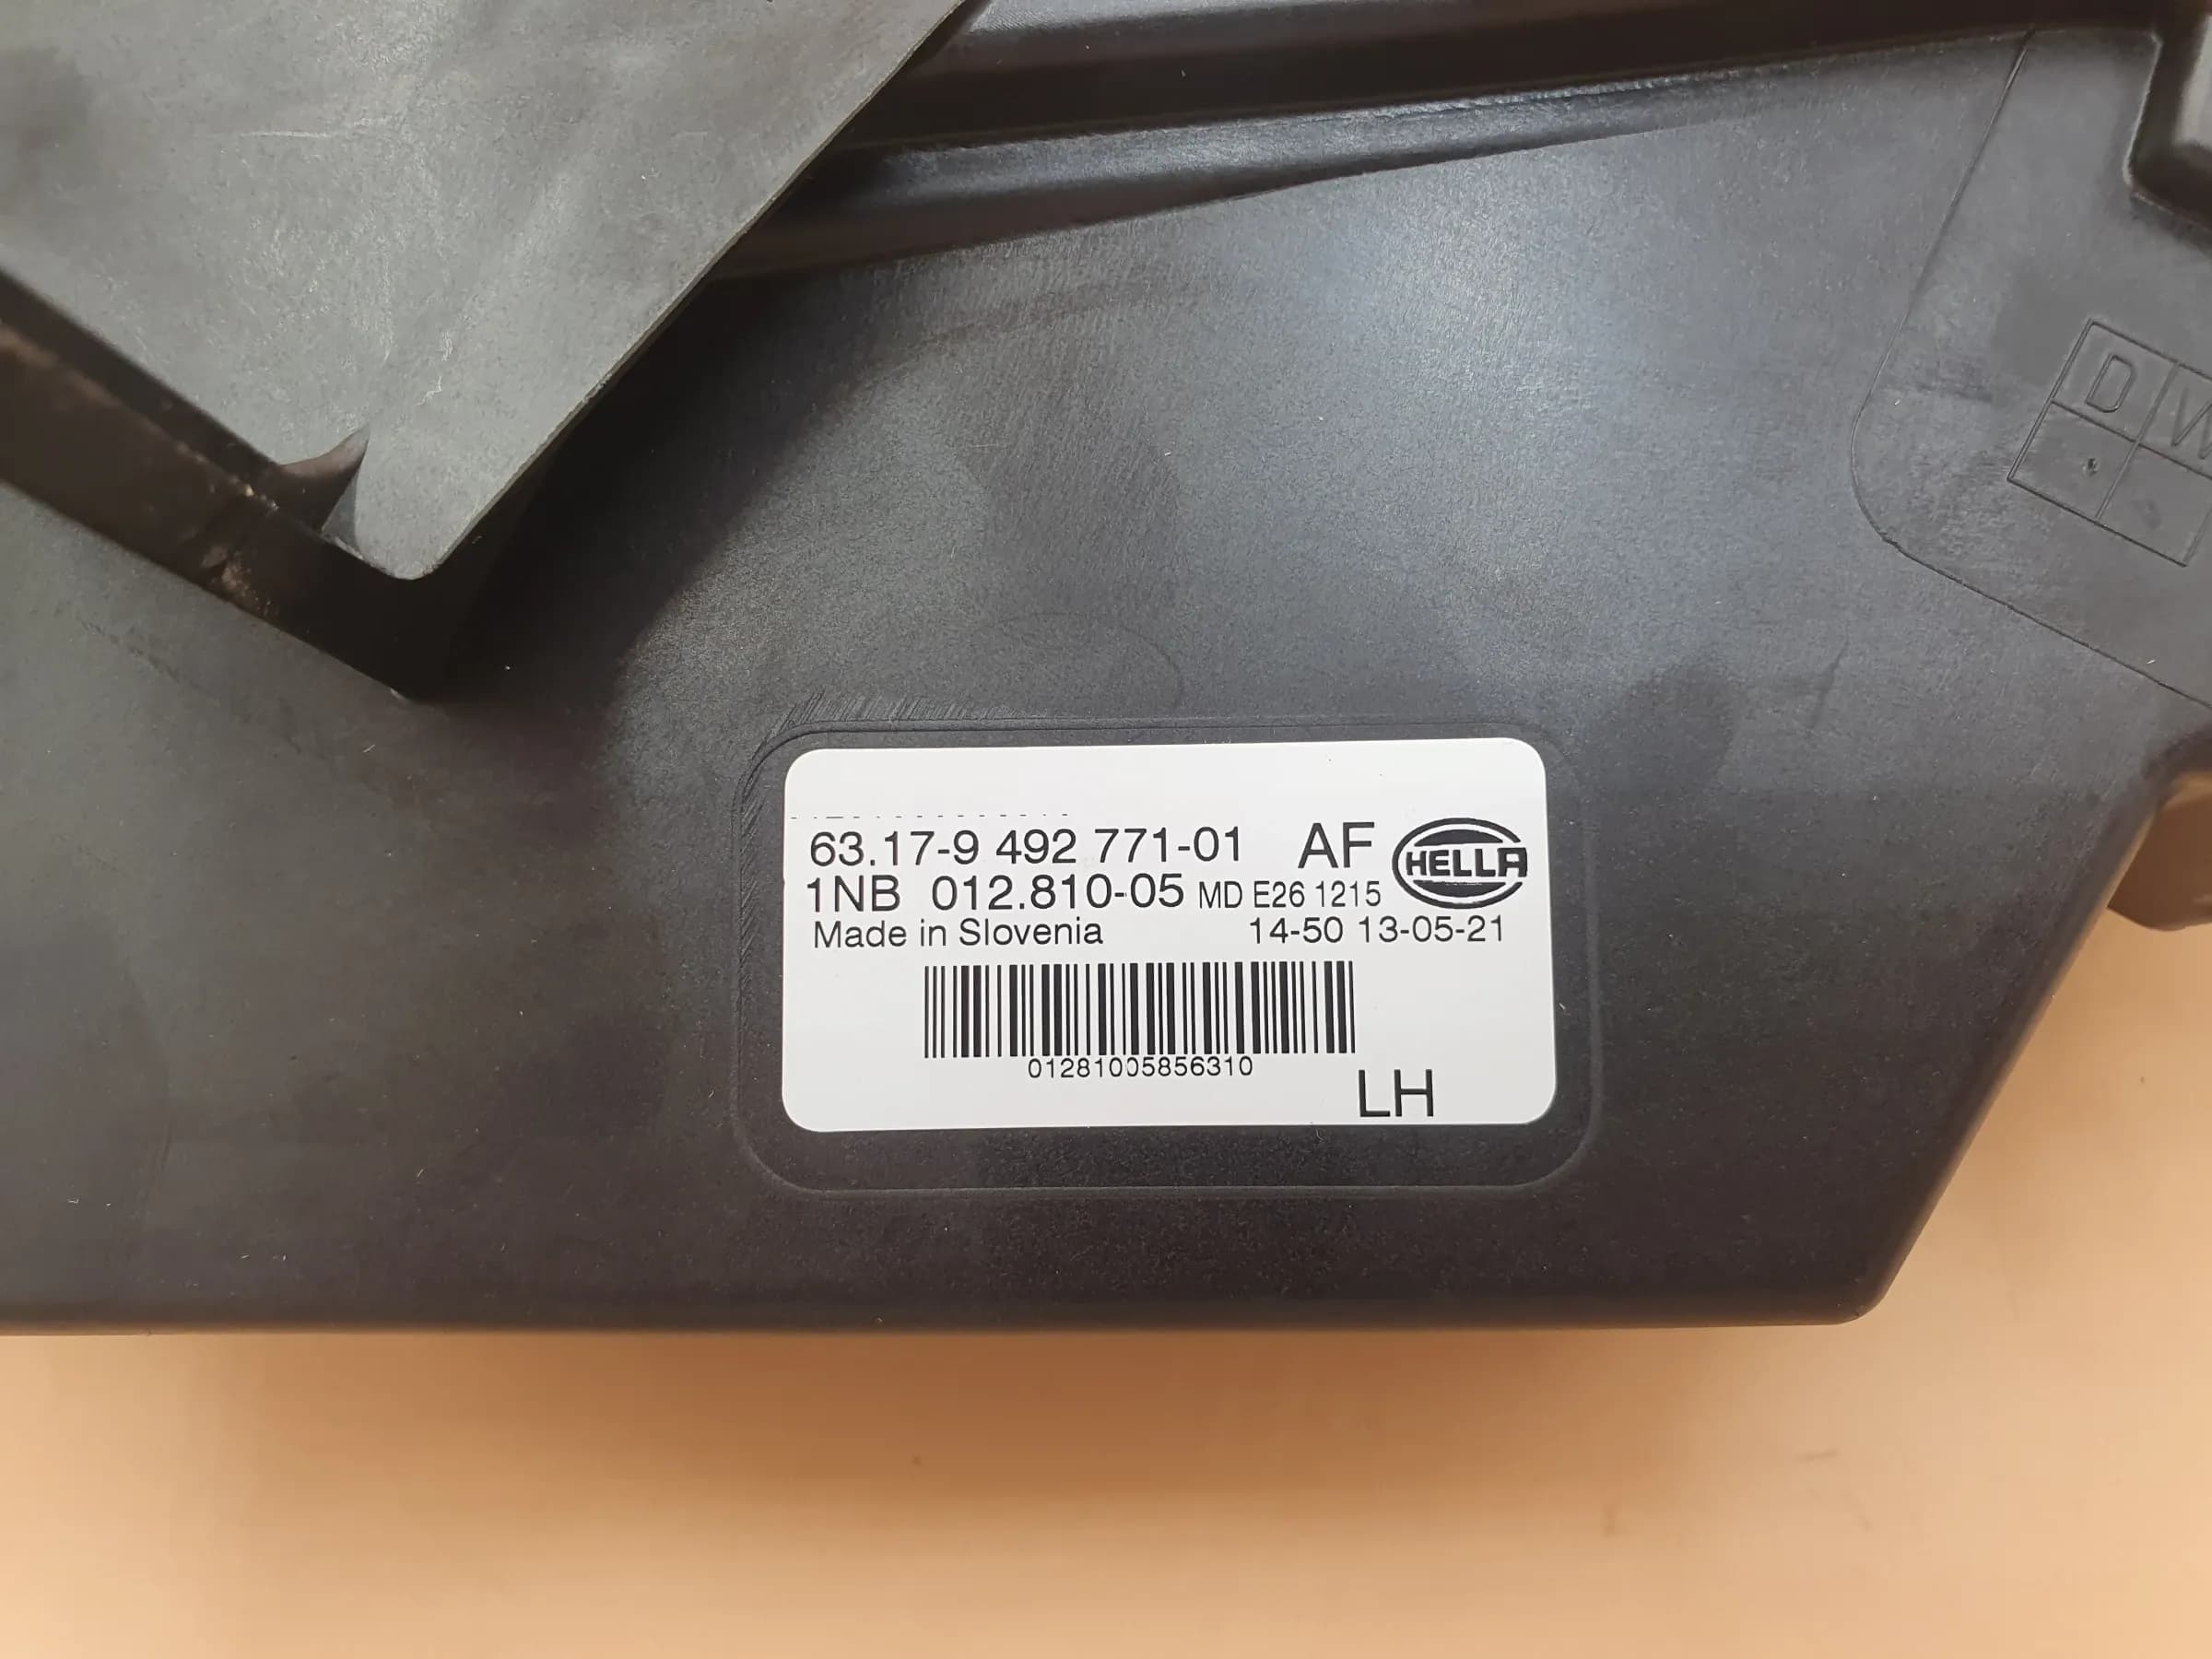 D
63.17-9 492 771-01 AF HELLA
1NB 012.810-05 MD E26 1215
Made in Slovenia 14-50 13-05-21
01281005856310
LH